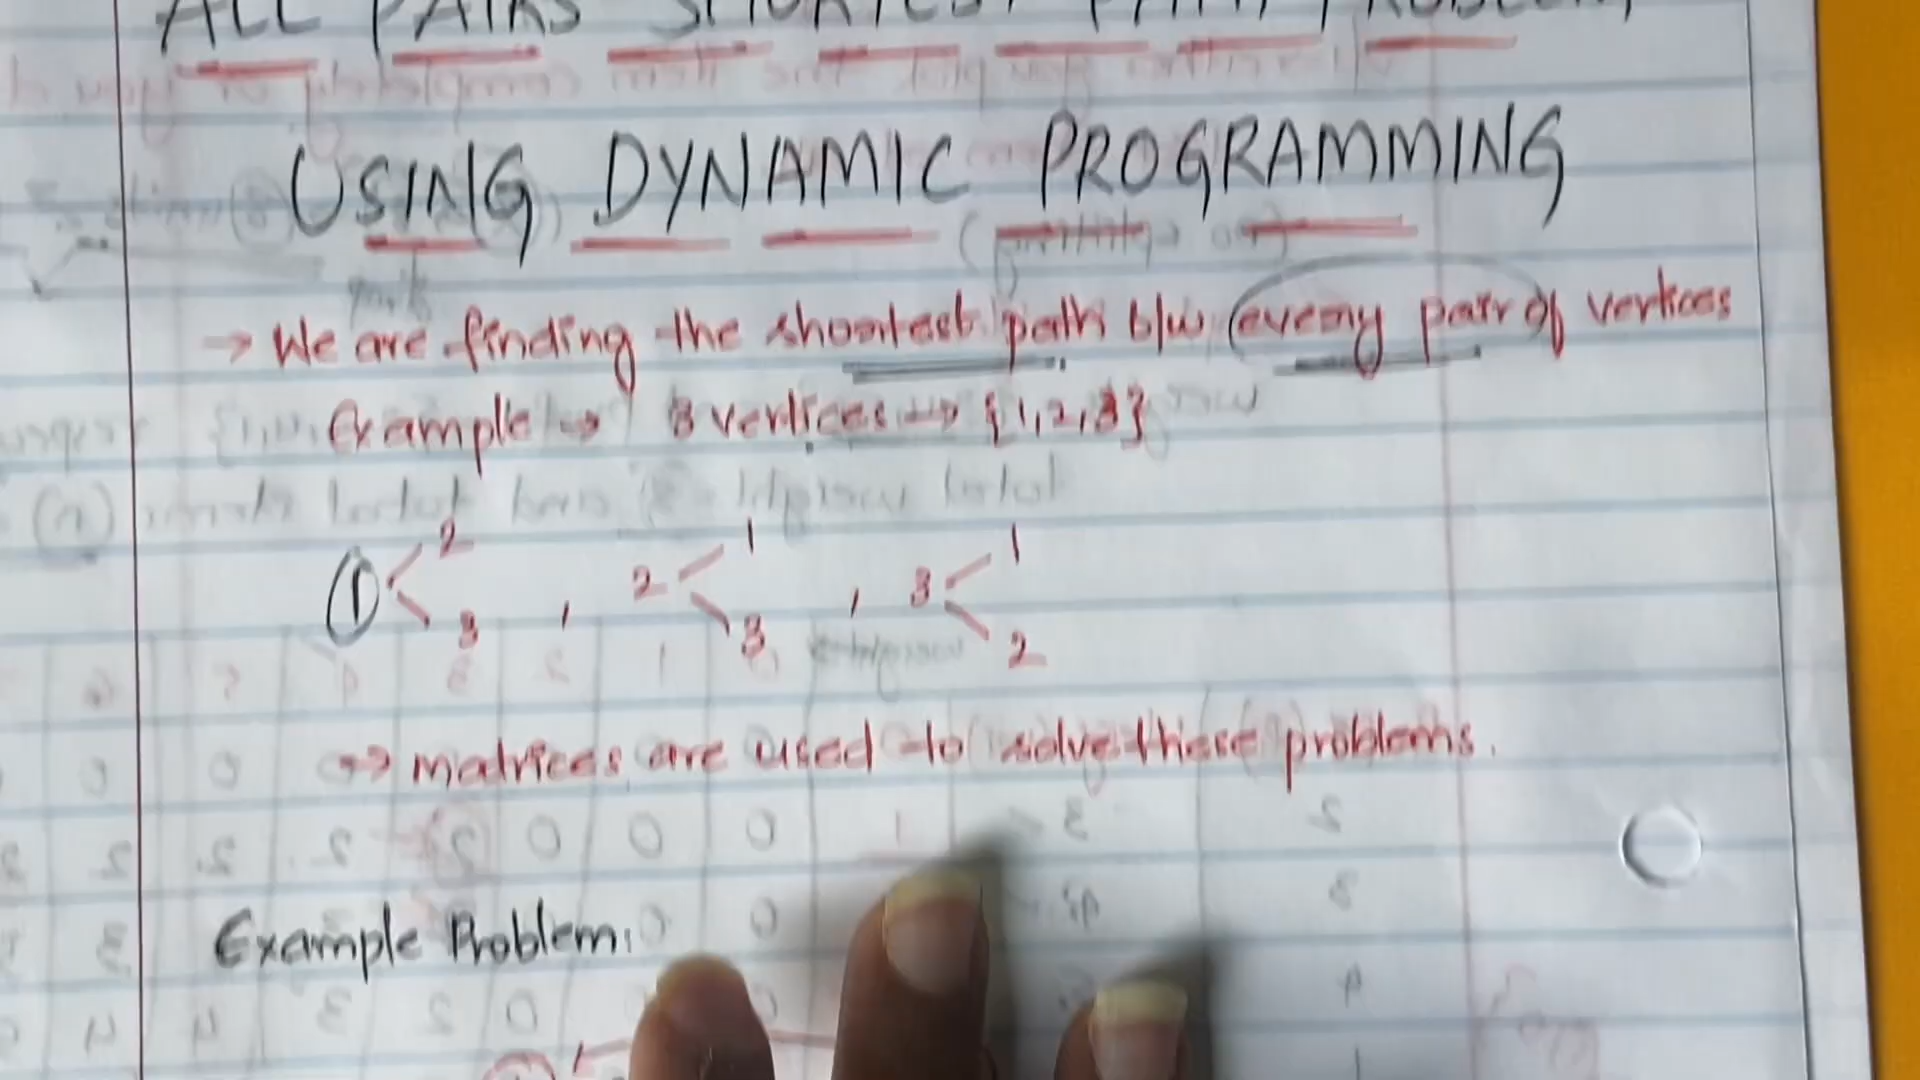 ALL PAIRS SHORTEST PATH PROBLEM
USING DYNAMIC PROGRAMMING
→ We are finding the shortest path b/w every pair of vertices
Example → 3 vertices → {1,2,3}
1 < 2 3 , 2 < 1 3 , 3 < 1 2
→ matrices are used to solve these problems.
Example Problem: